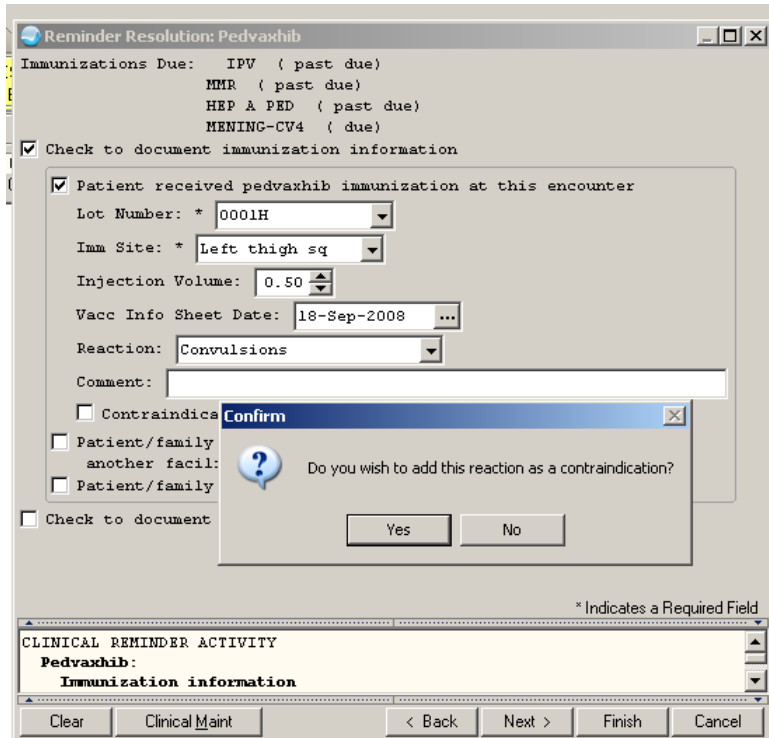 Reminder Resolution: Pedvaxhib
Immunizations Due: IPV ( past due)
MMR ( past due)
HEP A PED ( past due)
MENING-CV4 ( due)
Check to document immunization information
Patient received pedvaxhib immunization at this encounter
Lot Number: * 0001H
Imm Site: * Left thigh sq
Injection Volume: 0.50
Vacc Info Sheet Date: 18-Sep-2008 ...
Reaction: Convulsions
Comment:
Contraindica
Confirm
Patient/family
another facil:
Do you wish to add this reaction as a contraindication?
Patient/family
Check to document
Yes No
* Indicates a Required Field
CLINICAL REMINDER ACTIVITY
Pedvaxhib:
Immunization information
Clear Clinical Maint < Back Next > Finish Cancel